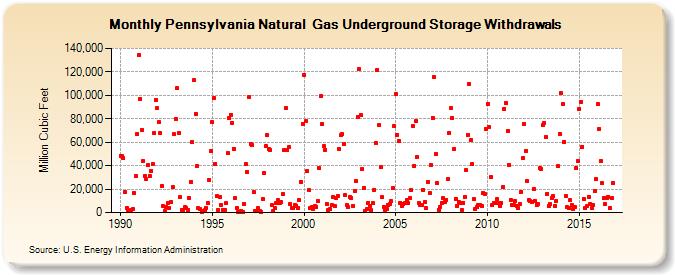 Monthly Pennsylvania Natural Gas Underground Storage Withdrawals
Million Cubic Feet
140,000
120,000
100,000
80,000
60,000
40,000
20,000
0
1990 1995 2000 2005 2010 2015
Source: U.S. Energy Information Administration